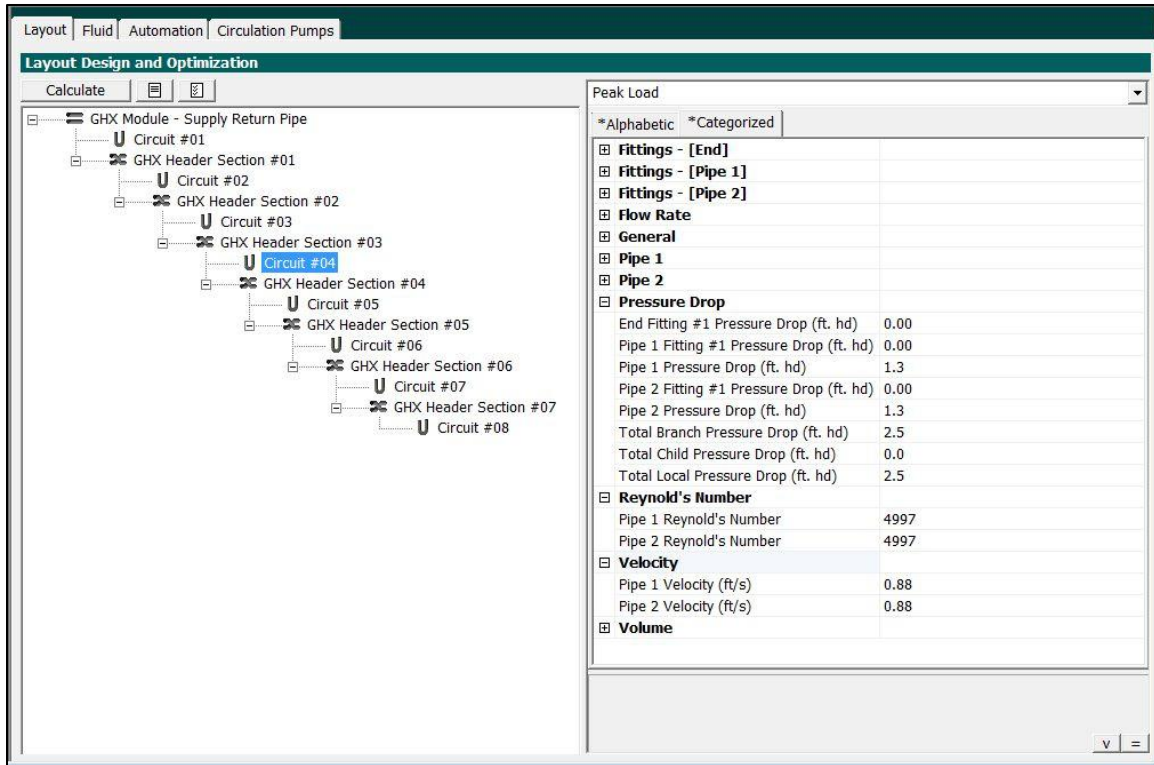 Layout Fluid Automation Circulation Pumps
Layout Design and Optimization
Calculate
GHX Module - Supply Return Pipe
Circuit #01
GHX Header Section #01
Circuit #02
GHX Header Section #02
Circuit #03
GHX Header Section #03
Circuit #04
GHX Header Section #04
Circuit #05
GHX Header Section #05
Circuit #06
GHX Header Section #06
Circuit #07
GHX Header Section #07
Circuit #08
Peak Load
*Alphabetic *Categorized
Fittings - [End]
Fittings - [Pipe 1]
Fittings - [Pipe 2]
Flow Rate
General
Pipe 1
Pipe 2
Pressure Drop
End Fitting #1 Pressure Drop (ft. hd) 0.00
Pipe 1 Fitting #1 Pressure Drop (ft. hd) 0.00
Pipe 1 Pressure Drop (ft. hd) 1.3
Pipe 2 Fitting #1 Pressure Drop (ft. hd) 0.00
Pipe 2 Pressure Drop (ft. hd) 1.3
Total Branch Pressure Drop (ft. hd) 2.5
Total Child Pressure Drop (ft. hd) 0.0
Total Local Pressure Drop (ft. hd) 2.5
Reynold's Number
Pipe 1 Reynold's Number 4997
Pipe 2 Reynold's Number 4997
Velocity
Pipe 1 Velocity (ft/s) 0.88
Pipe 2 Velocity (ft/s) 0.88
Volume
v =